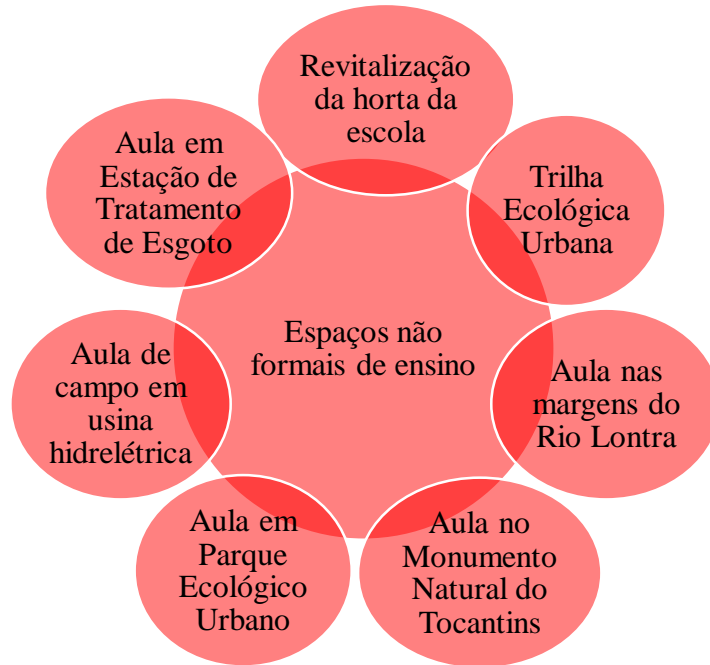 Revitalização
da horta da
escola
Trilha
Ecológica
Urbana
Aula nas
margens do
Rio Lontra
Aula no
Monumento
Natural do
Tocantins
Aula em
Parque
Ecológico
Urbano
Aula de
campo em
usina
hidrelétrica
Aula em
Estação de
Tratamento
de Esgoto
Espaços não
formais de ensino